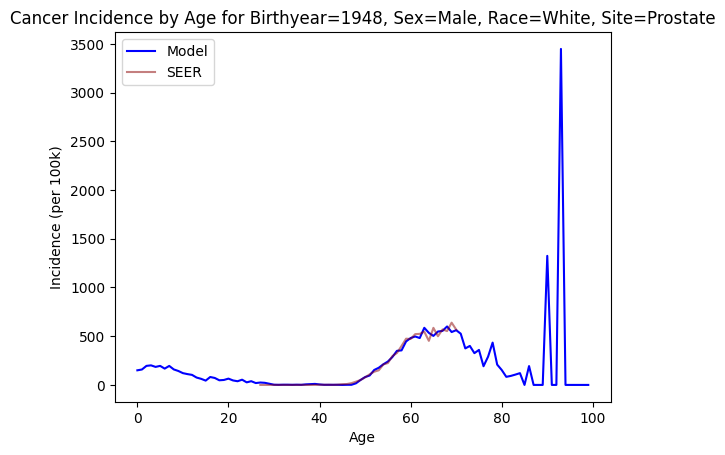 Cancer Incidence by Age for Birthyear=1948, Sex=Male, Race=White, Site=Prostate
Model
SEER
3500
3000
2500
2000
1500
1000
500
0
Incidence (per 100k)
0 20 40 60 80 100
Age